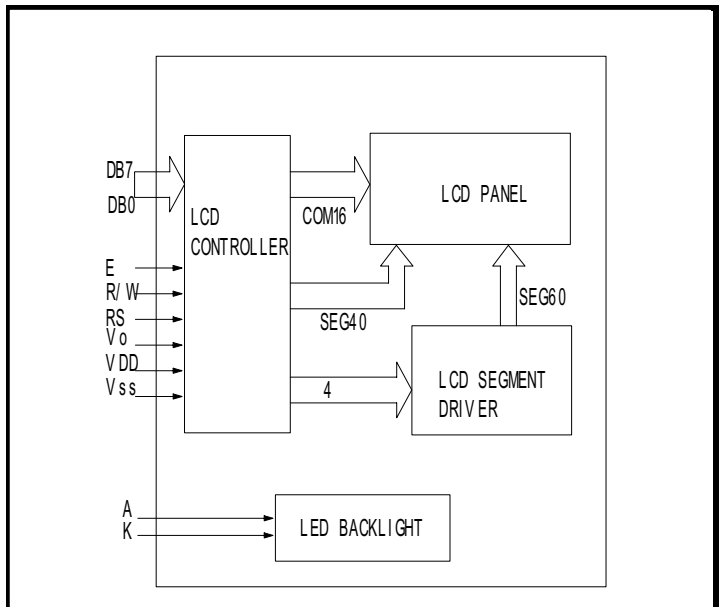 DB7
DB0
E
R/W
RS
Vo
VDD
Vss
LCD
CONTROLLER
COM16
SEG40
4
LCD PANEL
SEG60
LCD SEGMENT
DRIVER
A
K
LED BACKLIGHT